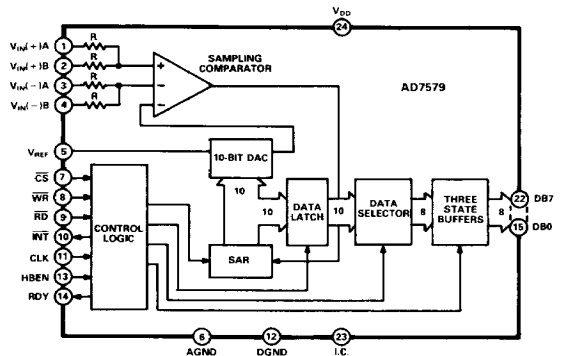 VDD
24
VIN(+)A 1 R
VIN(+)B 2 R
VIN(−)A 3 R
VIN(−)B 4 R
+
−
−
SAMPLING
COMPARATOR
AD7579
VREF 5
10-BIT DAC
CS 7
WR 8
RD 9
INT 10
CLK 11
HBEN 13
RDY 14
CONTROL
LOGIC
10
10
DATA
LATCH
10
DATA
SELECTOR
8
THREE
STATE
BUFFERS
8
22 DB7
15 DB0
SAR
6
AGND
12
DGND
23
I.C.